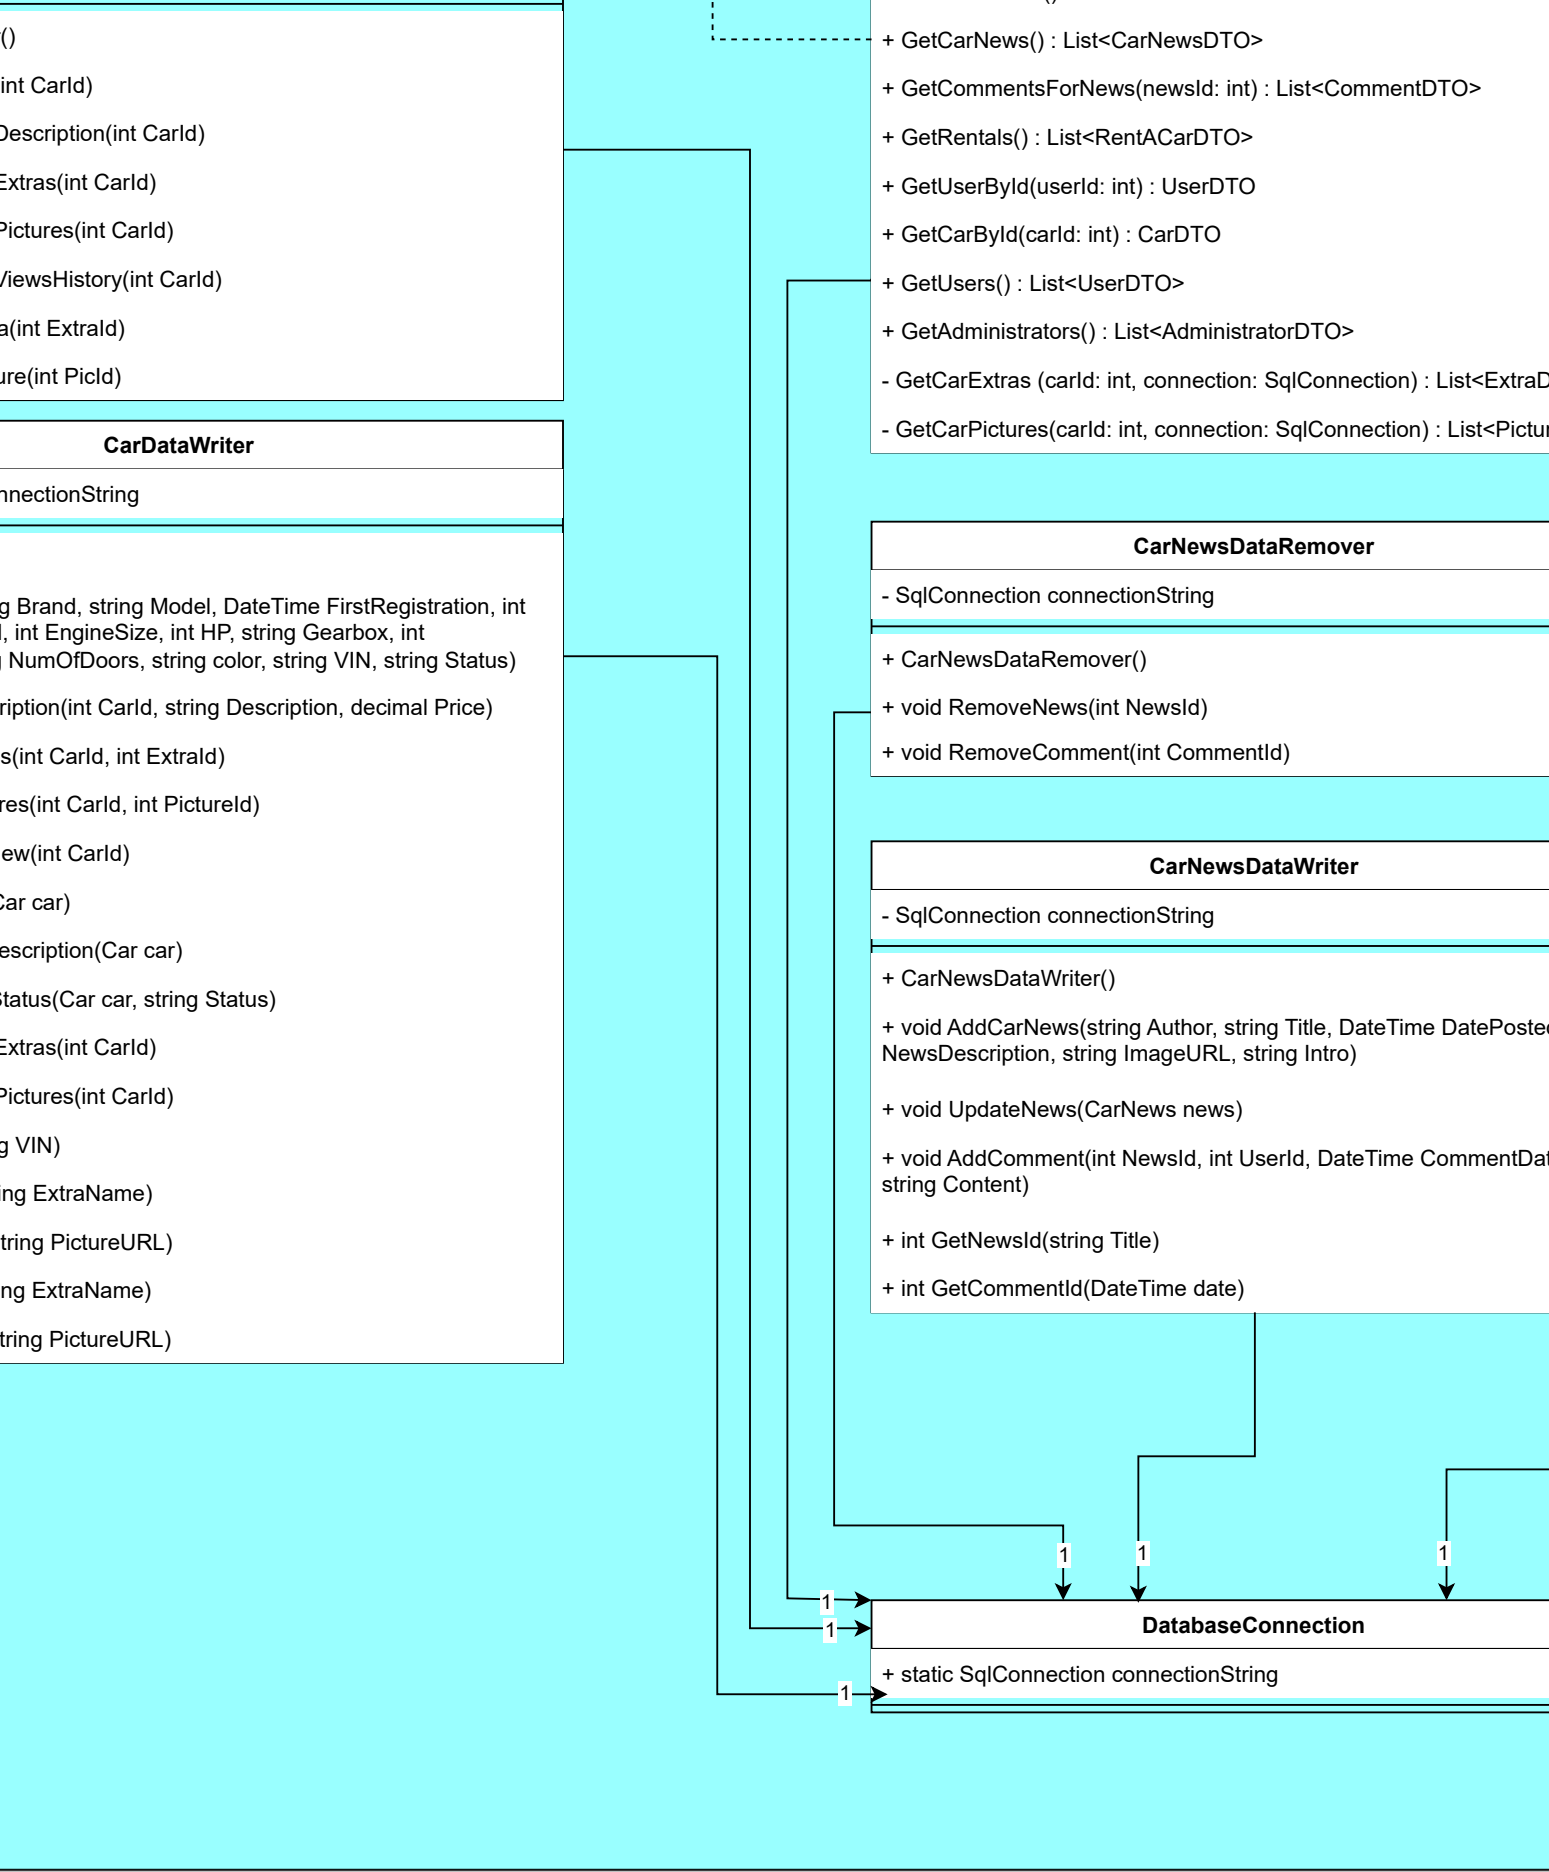 ()
int CarId)
Description(int CarId)
Extras(int CarId)
Pictures(int CarId)
ViewsHistory(int CarId)
a(int ExtraId)
ure(int PicId)
CarDataWriter
nnectionString
g Brand, string Model, DateTime FirstRegistration, int
, int EngineSize, int HP, string Gearbox, int
g NumOfDoors, string color, string VIN, string Status)
ription(int CarId, string Description, decimal Price)
s(int CarId, int ExtraId)
res(int CarId, int PictureId)
ew(int CarId)
Car car)
escription(Car car)
Status(Car car, string Status)
Extras(int CarId)
Pictures(int CarId)
g VIN)
ing ExtraName)
tring PictureURL)
ng ExtraName)
tring PictureURL)
+ GetCarNews() : List<CarNewsDTO>
+ GetCommentsForNews(newsId: int) : List<CommentDTO>
+ GetRentals() : List<RentACarDTO>
+ GetUserById(userId: int) : UserDTO
+ GetCarById(carId: int) : CarDTO
+ GetUsers() : List<UserDTO>
+ GetAdministrators() : List<AdministratorDTO>
- GetCarExtras (carId: int, connection: SqlConnection) : List<ExtraD
- GetCarPictures(carId: int, connection: SqlConnection) : List<Pictur
CarNewsDataRemover
- SqlConnection connectionString
+ CarNewsDataRemover()
+ void RemoveNews(int NewsId)
+ void RemoveComment(int CommentId)
CarNewsDataWriter
- SqlConnection connectionString
+ CarNewsDataWriter()
+ void AddCarNews(string Author, string Title, DateTime DatePosted
NewsDescription, string ImageURL, string Intro)
+ void UpdateNews(CarNews news)
+ void AddComment(int NewsId, int UserId, DateTime CommentDat
string Content)
+ int GetNewsId(string Title)
+ int GetCommentId(DateTime date)
1
1
1
1
1
1
DatabaseConnection
+ static SqlConnection connectionString